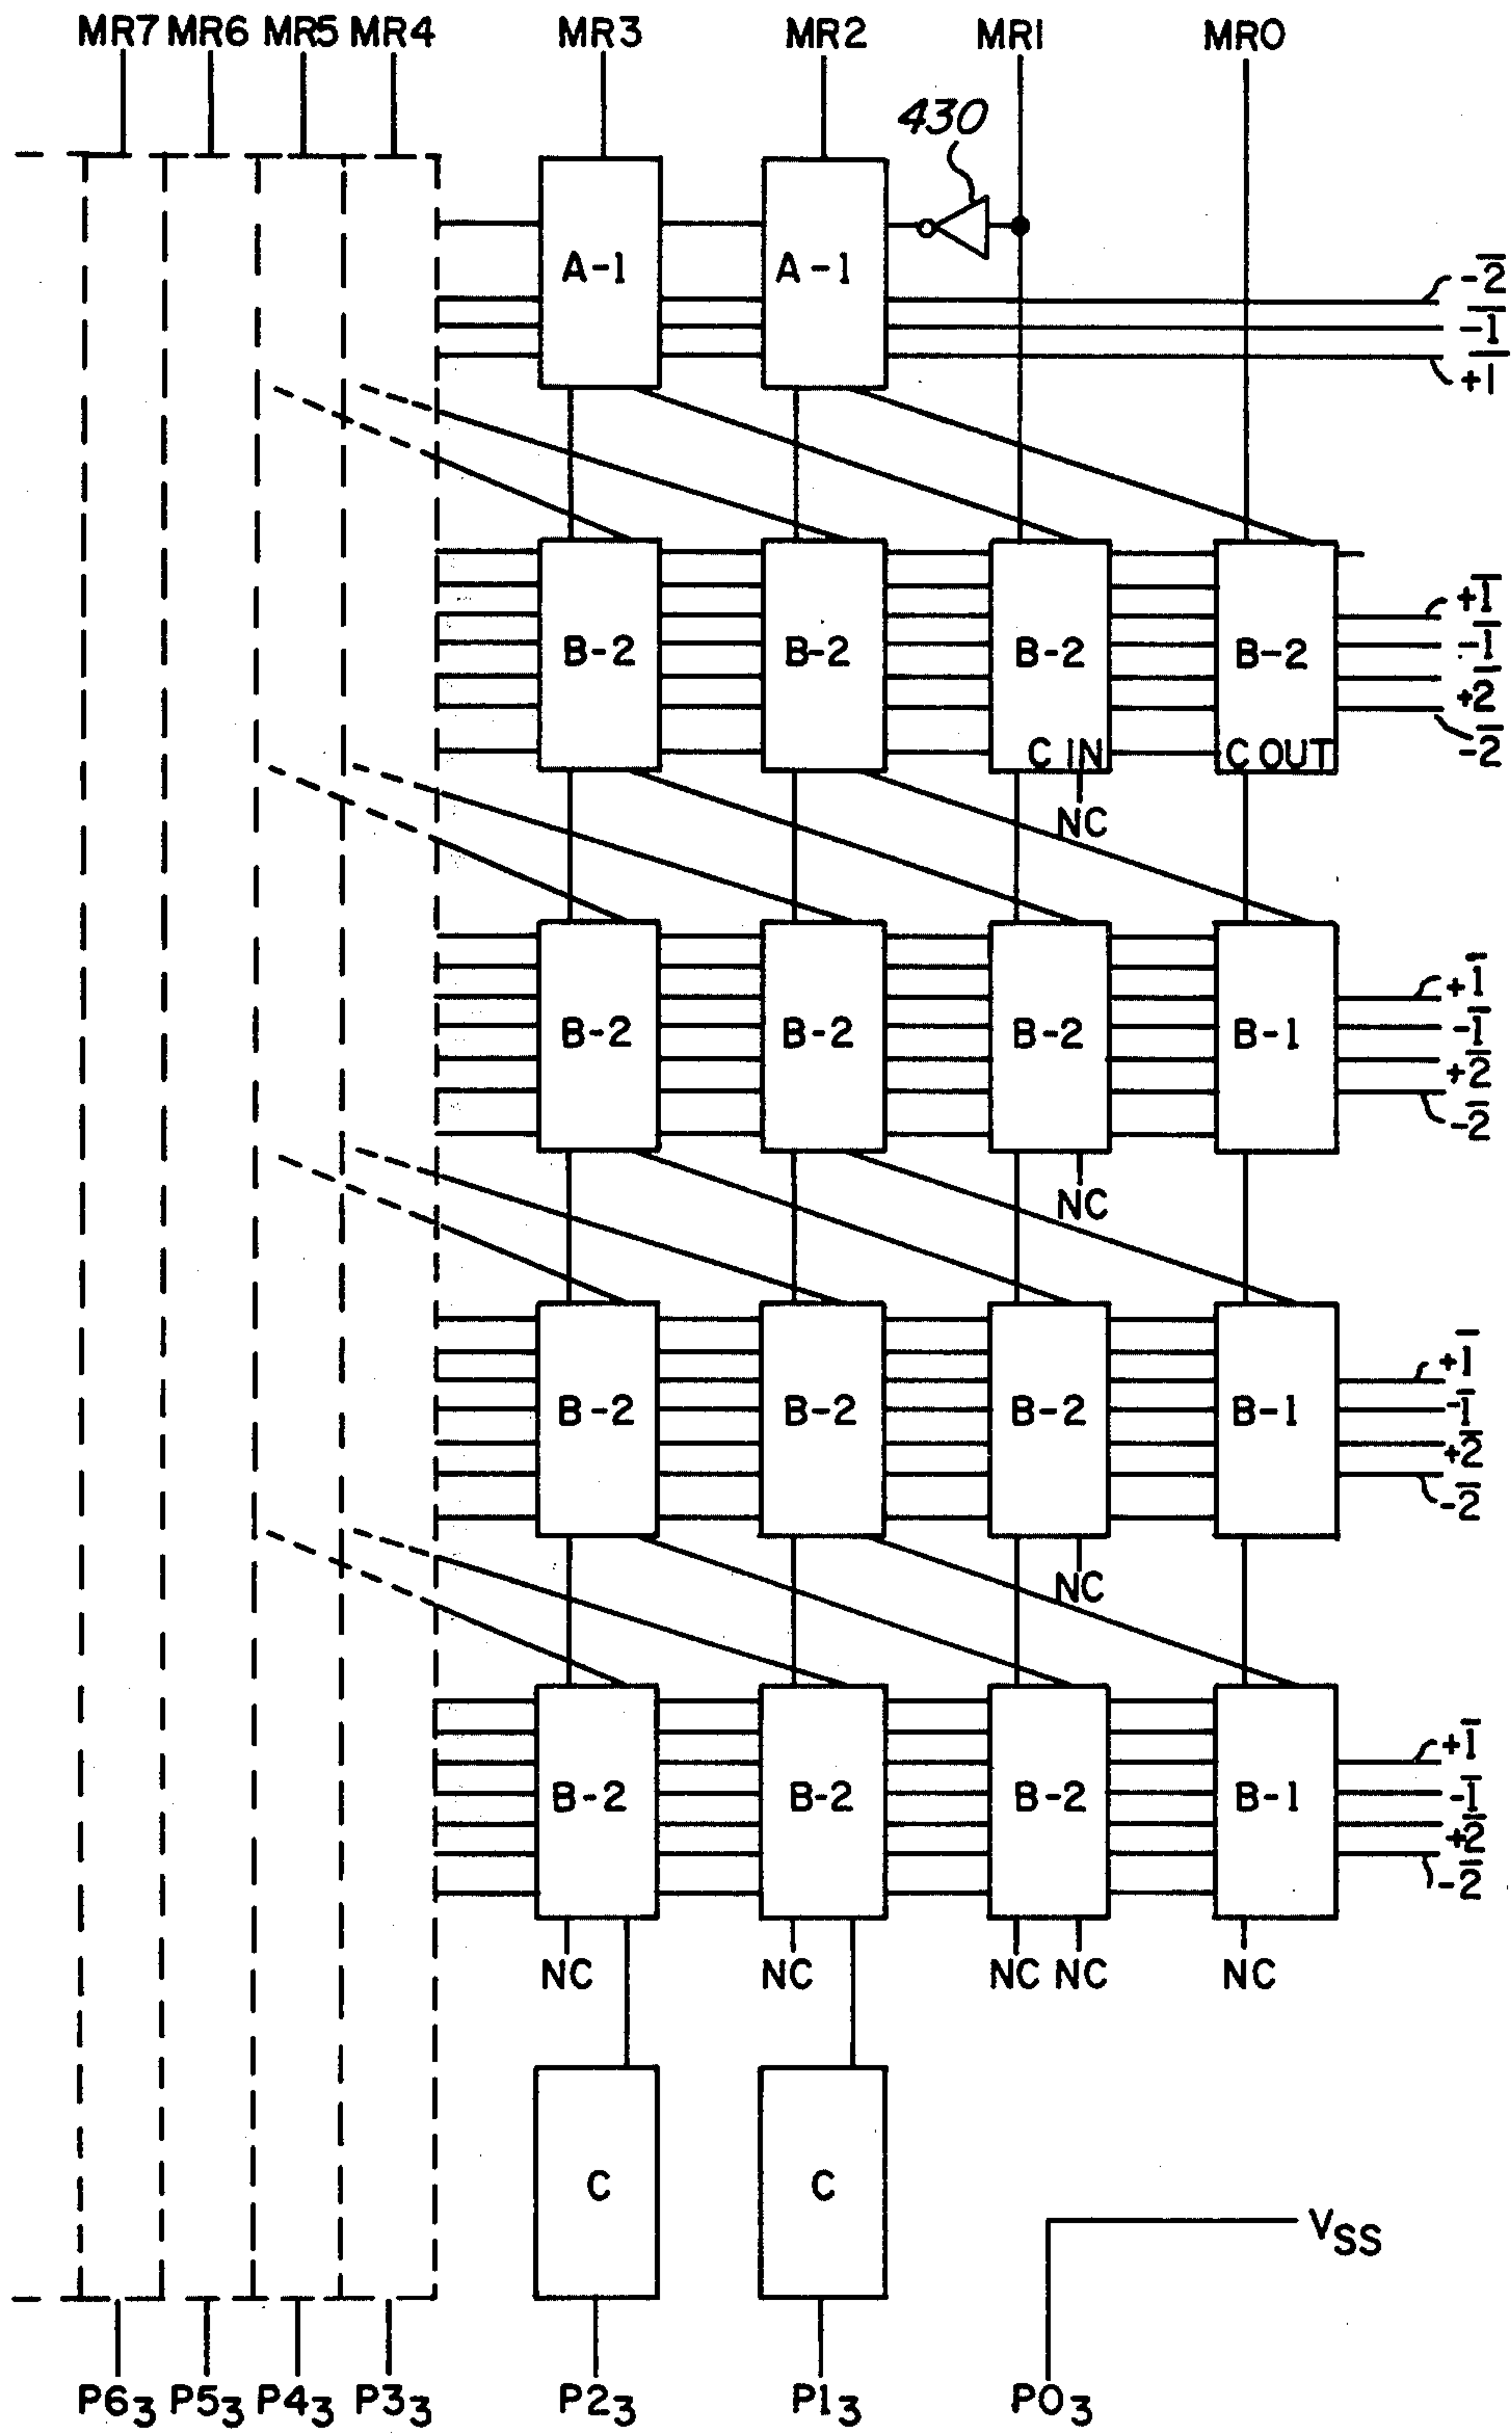 MR7 MR6 MR5 MR4 MR3 MR2 MR1 MR0
430
A-1 A-1
-2̅
-1̅
+1̅
B-2 B-2 B-2 B-2
+1̅
-1̅
+2̅
-2̅
C IN C OUT
NC
B-2 B-2 B-2 B-1
+1̅
-1̅
+2̅
-2̅
NC
B-2 B-2 B-2 B-1
+1̅
-1̅
+2̅
-2̅
NC
B-2 B-2 B-2 B-1
+1̅
-1̅
+2̅
-2̅
NC NC NC NC NC
C C
VSS
P6₃ P5₃ P4₃ P3₃ P2₃ P1₃ P0₃